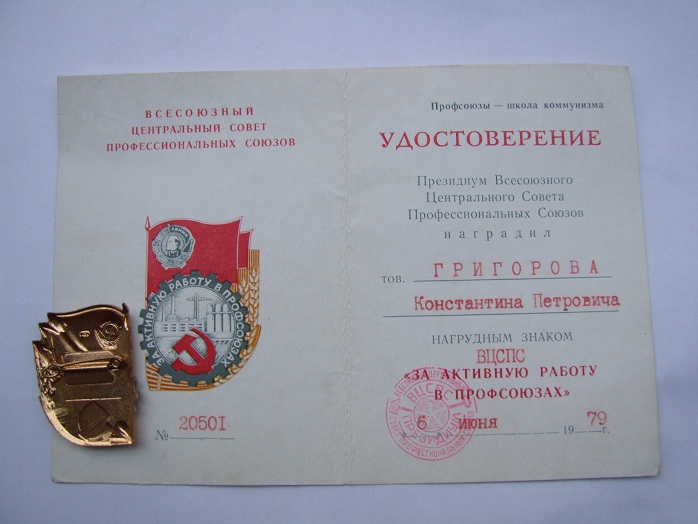 ВСЕСОЮЗНЫЙ
ЦЕНТРАЛЬНЫЙ СОВЕТ
ПРОФЕССИОНАЛЬНЫХ СОЮЗОВ
ЗА АКТИВНУЮ РАБОТУ В ПРОФСОЮЗАХ
№ 20501
Профсоюзы — школа коммунизма
УДОСТОВЕРЕНИЕ
Президиум Всесоюзного
Центрального Совета
Профессиональных Союзов
наградил
тов. ГРИГОРОВА
Константина Петровича
НАГРУДНЫМ ЗНАКОМ
ВЦСПС
«ЗА АКТИВНУЮ РАБОТУ
В ПРОФСОЮЗАХ»
6 июня 1979 г.
ВЦСПС